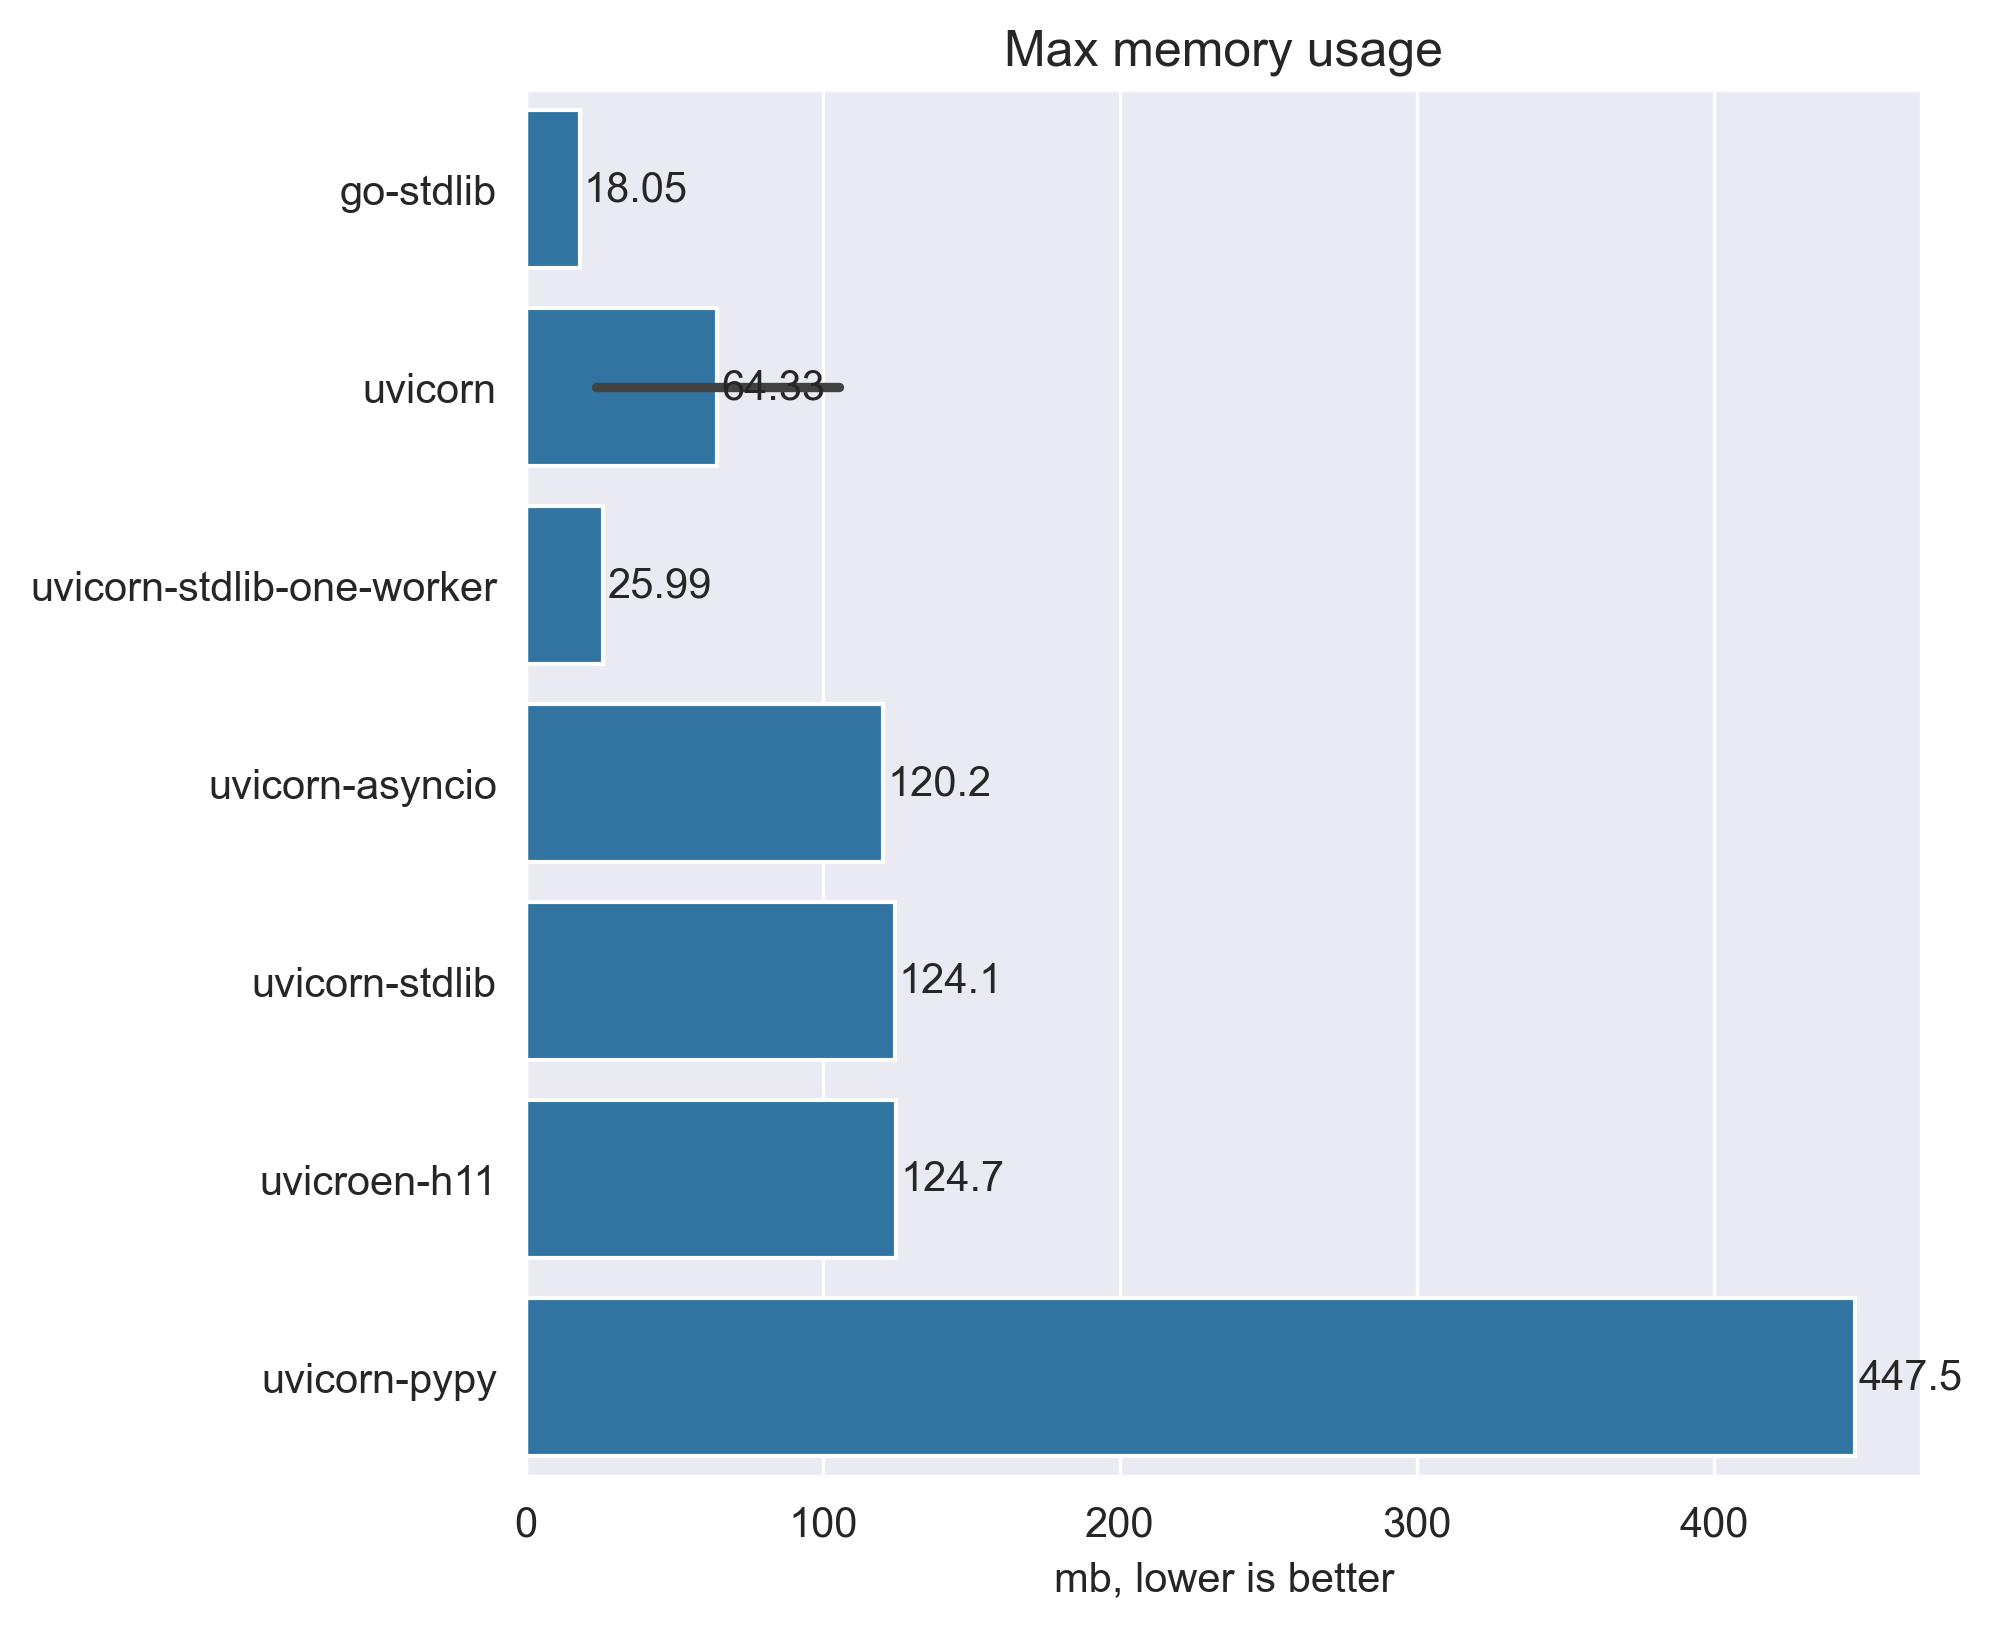 Max memory usage
go-stdlib 18.05
uvicorn 64.33
uvicorn-stdlib-one-worker 25.99
uvicorn-asyncio 120.2
uvicorn-stdlib 124.1
uvicroen-h11 124.7
uvicorn-pypy 447.5
0 100 200 300 400
mb, lower is better